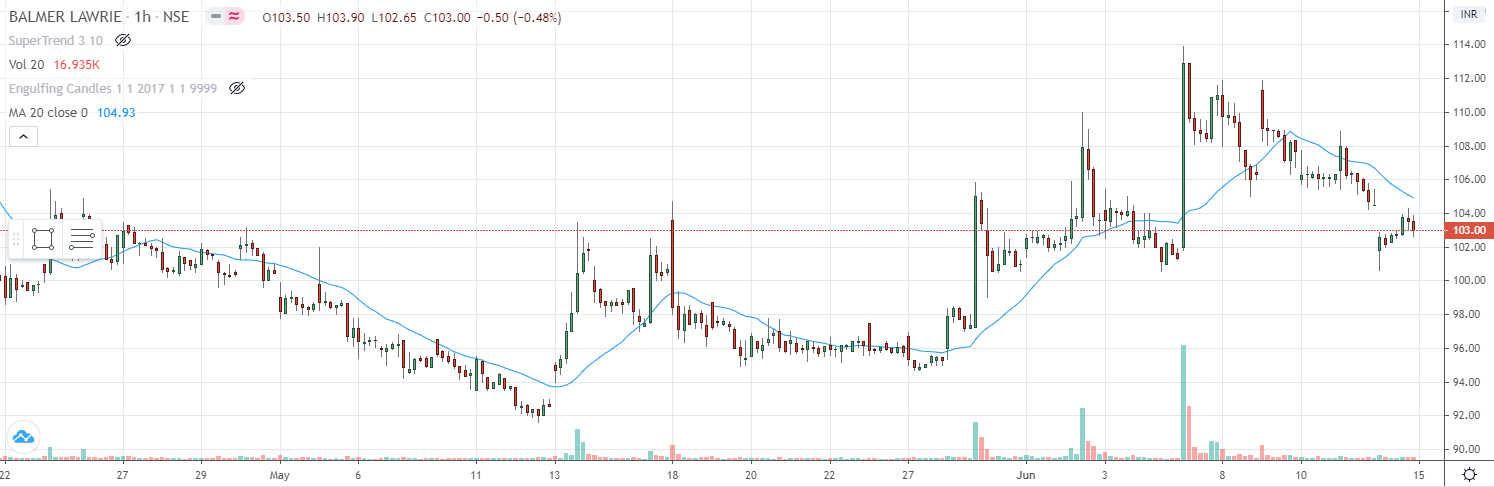 BALMER LAWRIE · 1h · NSE O103.50 H103.90 L102.65 C103.00 −0.50 (−0.48%)
INR
SuperTrend 3 10
Vol 20 16.935K
Engulfing Candles 1 1 2017 1 1 9999
MA 20 close 0 104.93
114.00
112.00
110.00
108.00
106.00
104.00
103.00
102.00
100.00
98.00
96.00
94.00
92.00
90.00
22 27 29 May 6 11 13 18 20 22 25 27 Jun 3 8 10 15